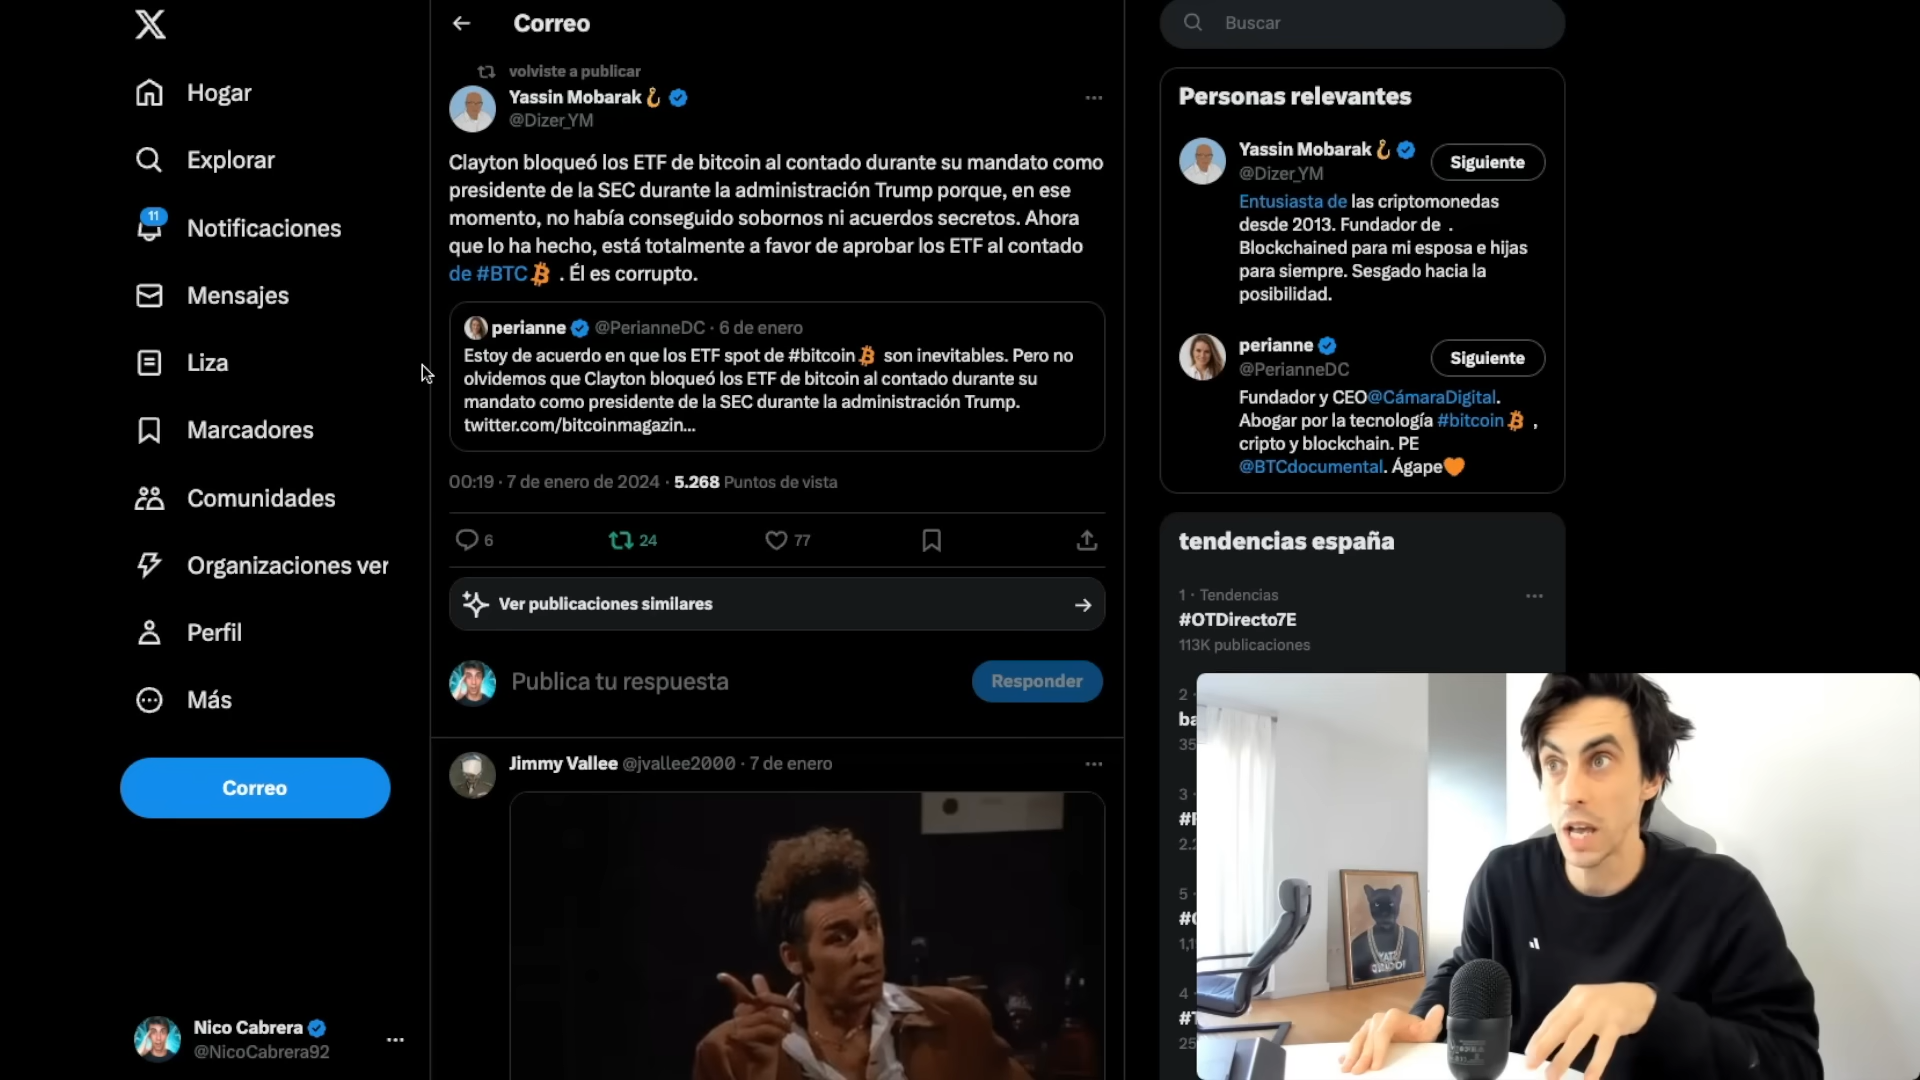 Hogar
Explorar
11
Notificaciones
Mensajes
Liza
Marcadores
Comunidades
Organizaciones ver
Perfil
Más
Correo
Nico Cabrera
@NicoCabrera92
Correo
volviste a publicar
Yassin Mobarak
@Dizer_YM
Clayton bloqueó los ETF de bitcoin al contado durante su mandato como
presidente de la SEC durante la administración Trump porque, en ese
momento, no había conseguido sobornos ni acuerdos secretos. Ahora
que lo ha hecho, está totalmente a favor de aprobar los ETF al contado
de #BTC . Él es corrupto.
perianne @PerianneDC · 6 de enero
Estoy de acuerdo en que los ETF spot de #bitcoin son inevitables. Pero no
olvidemos que Clayton bloqueó los ETF de bitcoin al contado durante su
mandato como presidente de la SEC durante la administración Trump.
twitter.com/bitcoinmagazin...
00:19 · 7 de enero de 2024 · 5.268 Puntos de vista
6 24 77
Ver publicaciones similares
Publica tu respuesta
Responder
Jimmy Vallee @jvallee2000 · 7 de enero
Buscar
Personas relevantes
Yassin Mobarak
@Dizer_YM
Siguiente
Entusiasta de las criptomonedas
desde 2013. Fundador de .
Blockchained para mi esposa e hijas
para siempre. Sesgado hacia la
posibilidad.
perianne
@PerianneDC
Siguiente
Fundador y CEO@CámaraDigital.
Abogar por la tecnología #bitcoin ,
cripto y blockchain. PE
@BTCdocumental. Ágape
tendencias españa
1 · Tendencias
#OTDirecto7E
113K publicaciones
2 ·
ba
35
3 ·
2.2
5 ·
1,1
4 ·
25